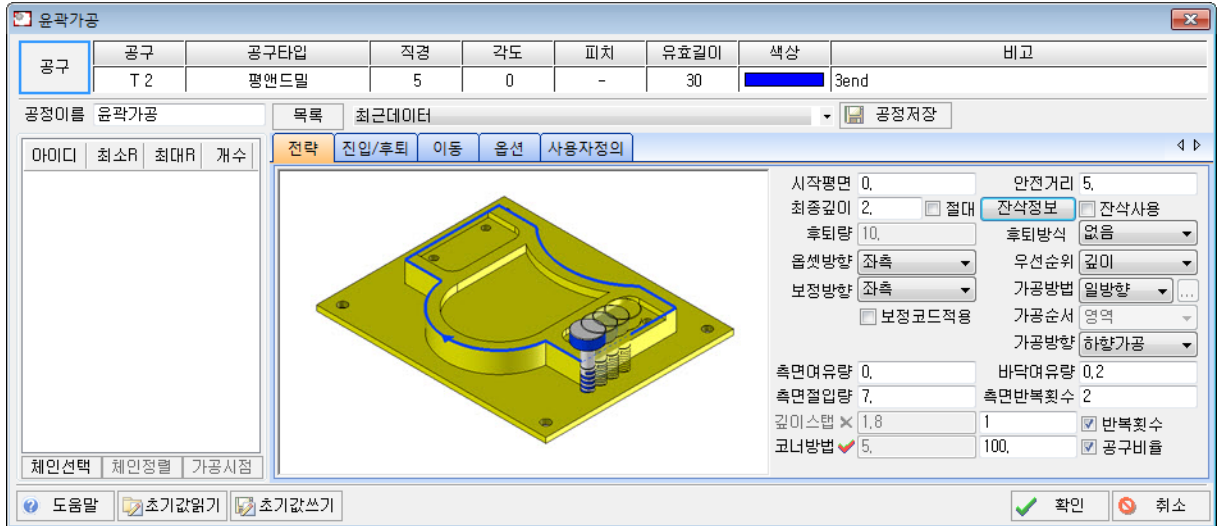 윤곽가공
공구 공구 공구타입 직경 각도 피치 유효길이 색상 비고
T 2 평앤드밀 5 0 - 30 3end
공정이름 윤곽가공 목록 최근데이터 공정저장
아이디 최소R 최대R 개수
전략 진입/후퇴 이동 옵션 사용자정의
시작평면 0, 안전거리 5,
최종깊이 2, 절대 잔삭정보 잔삭사용
후퇴량 10, 후퇴방식 없음
옵셋방향 좌측 우선순위 깊이
보정방향 좌측 가공방법 일방향 ...
보정코드적용 가공순서 영역
가공방향 하향가공
측면여유량 0, 바닥여유량 0,2
측면절입량 7, 측면반복횟수 2
깊이스탭 1,8 1 반복횟수
코너방법 5, 100, 공구비율
체인선택 체인정렬 가공시점
도움말 초기값읽기 초기값쓰기 확인 취소